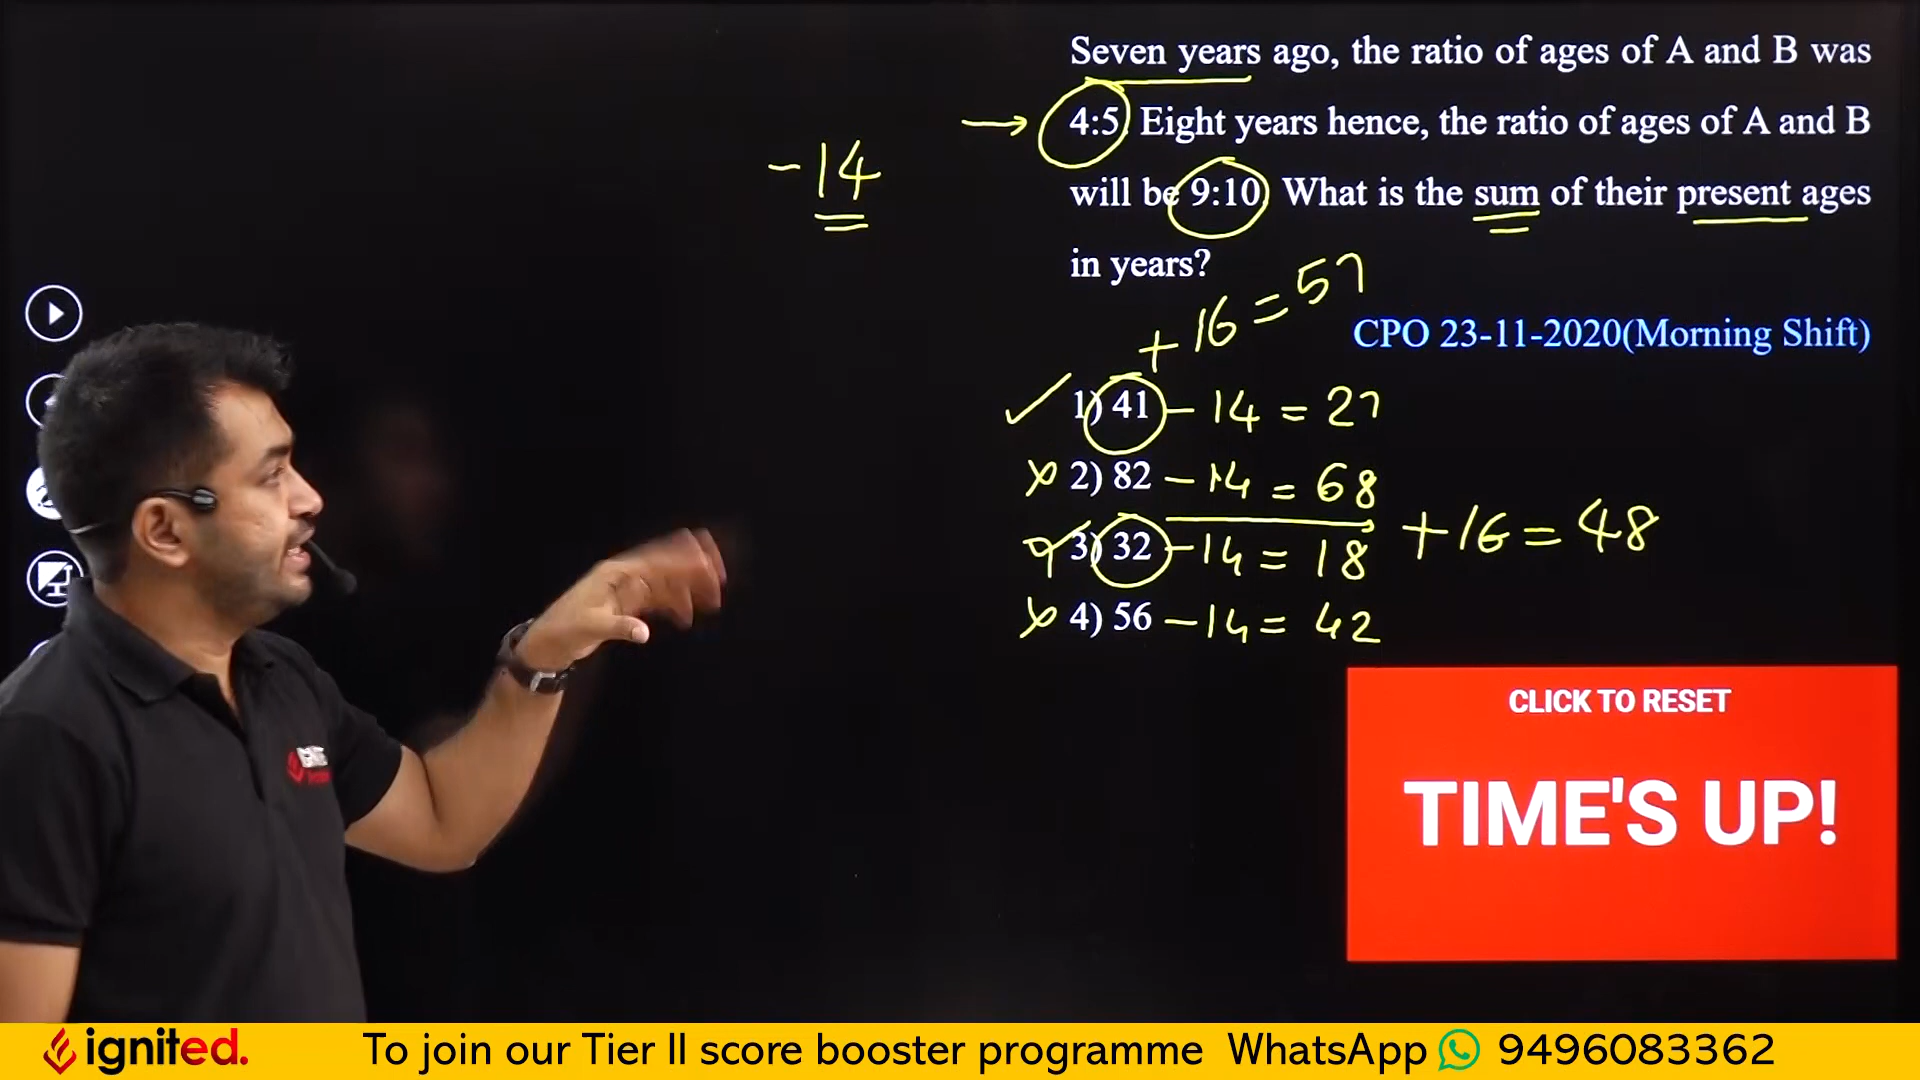 Seven years ago, the ratio of ages of A and B was
4:5. Eight years hence, the ratio of ages of A and B
will be 9:10. What is the sum of their present ages
in years?
-14
+ 16 = 57
CPO 23-11-2020(Morning Shift)
1) 41 - 14 = 27
2) 82 - 14 = 68
3) 32 - 14 = 18 + 16 = 48
4) 56 - 14 = 42
CLICK TO RESET
TIME'S UP!
ignited. To join our Tier II score booster programme WhatsApp 9496083362